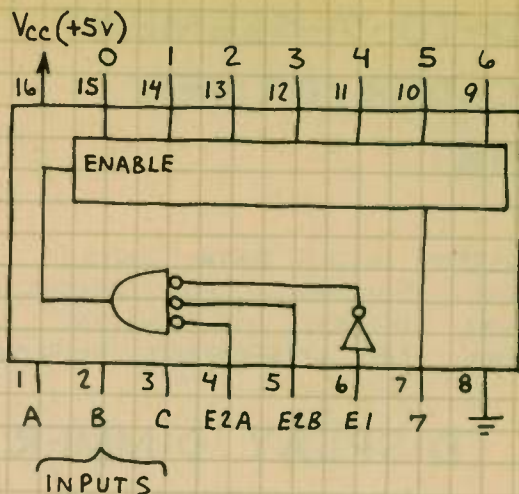 Vcc (+5v)
0 1 2 3 4 5 6
16 15 14 13 12 11 10 9
ENABLE
1 2 3 4 5 6 7 8
A B C E2A E2B E1 7
INPUTS